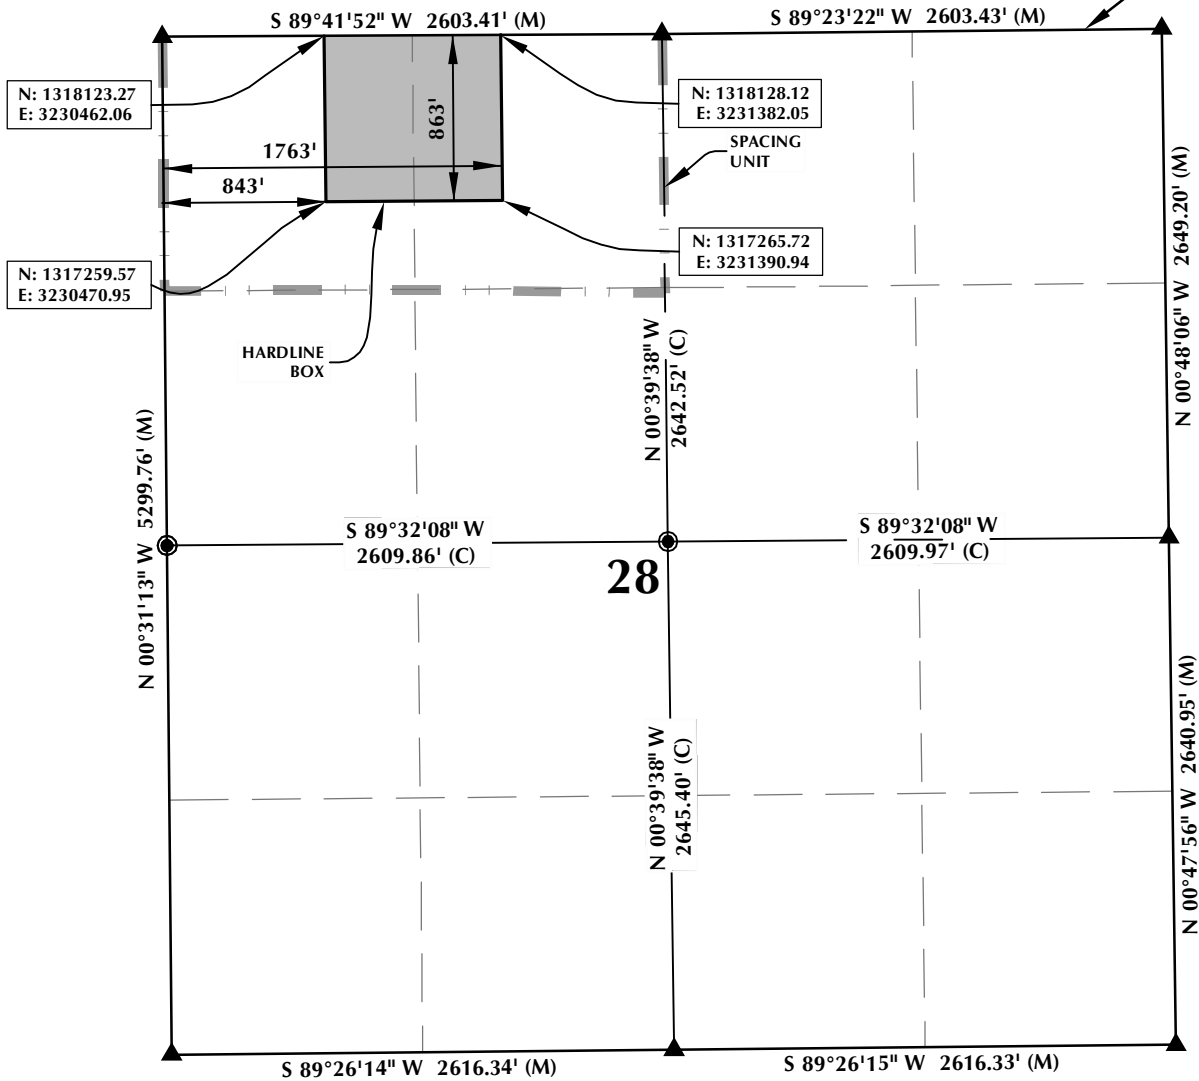 S 89°41'52" W 2603.41' (M)
S 89°23'22" W 2603.43' (M)
N: 1318123.27
E: 3230462.06
N: 1318128.12
E: 3231382.05
863'
SPACING
UNIT
1763'
843'
N: 1317265.72
E: 3231390.94
N: 1317259.57
E: 3230470.95
HARDLINE
BOX
N 00°48'06" W 2649.20' (M)
N 00°39'38" W
2642.52' (C)
N 00°31'13" W 5299.76' (M)
S 89°32'08" W
2609.86' (C)
S 89°32'08" W
2609.97' (C)
28
N 00°39'38" W
2645.40' (C)
N 00°47'56" W 2640.95' (M)
S 89°26'14" W 2616.34' (M)
S 89°26'15" W 2616.33' (M)